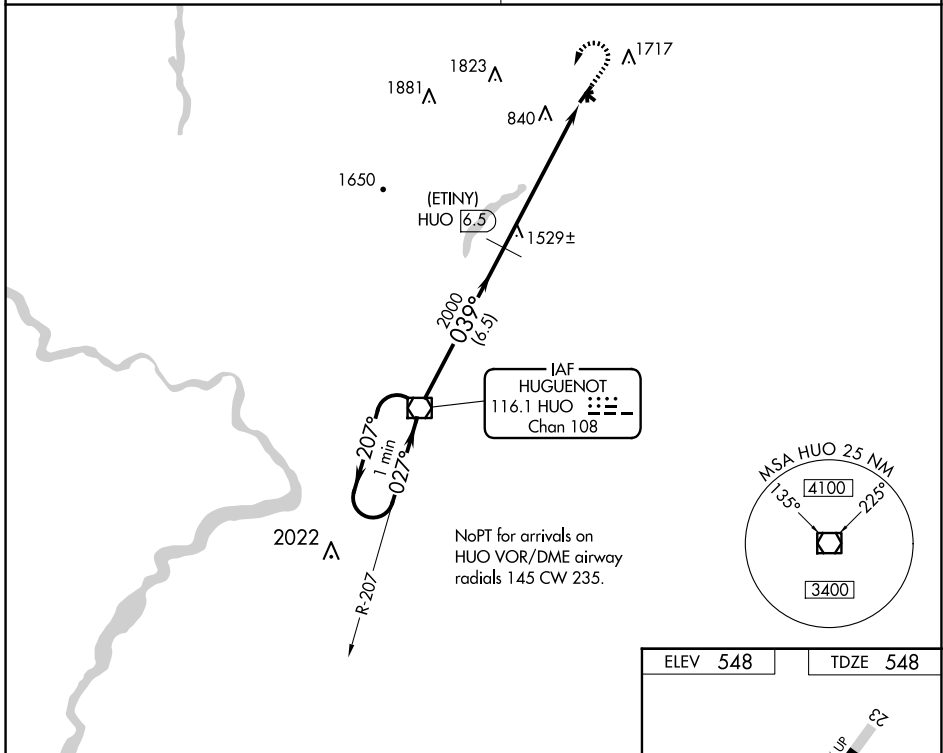 1717
1823
1881
840
1650
(ETINY)
HUO 6.5
1529±
2000
039°
(6.5)
IAF
HUGUENOT
116.1 HUO
Chan 108
207°
1 min
027°
2022
R-207
NoPT for arrivals on
HUO VOR/DME airway
radials 145 CW 235.
MSA HUO 25 NM
135°
4100
225°
3400
ELEV 548
TDZE 548
23
UP